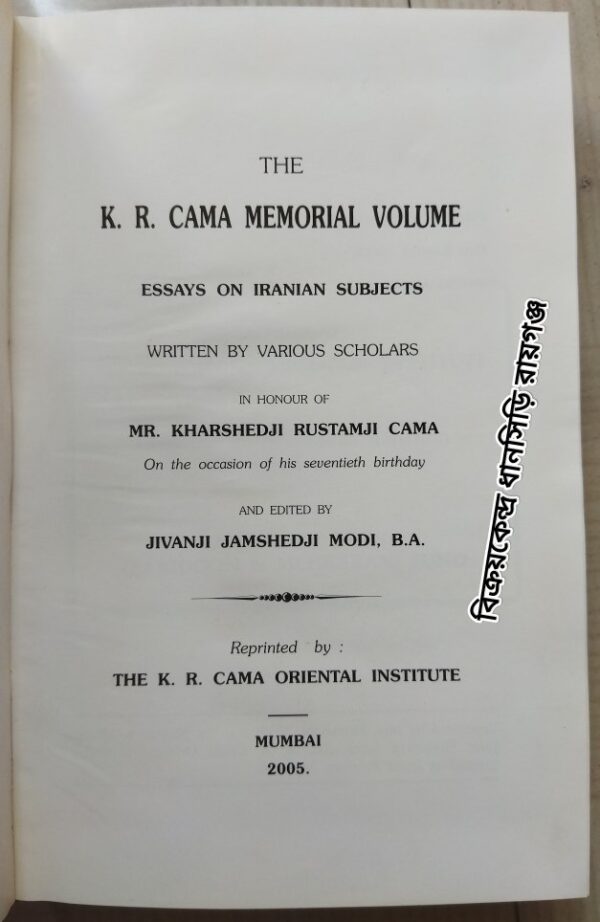 THE
K. R. CAMA MEMORIAL VOLUME
ESSAYS ON IRANIAN SUBJECTS
WRITTEN BY VARIOUS SCHOLARS
IN HONOUR OF
MR. KHARSHEDJI RUSTAMJI CAMA
On the occasion of his seventieth birthday
AND EDITED BY
JIVANJI JAMSHEDJI MODI, B.A.
Reprinted by :
THE K. R. CAMA ORIENTAL INSTITUTE
MUMBAI
2005.
বিক্রয়কেন্দ্র ধানসিড়ি রায়গঞ্জ